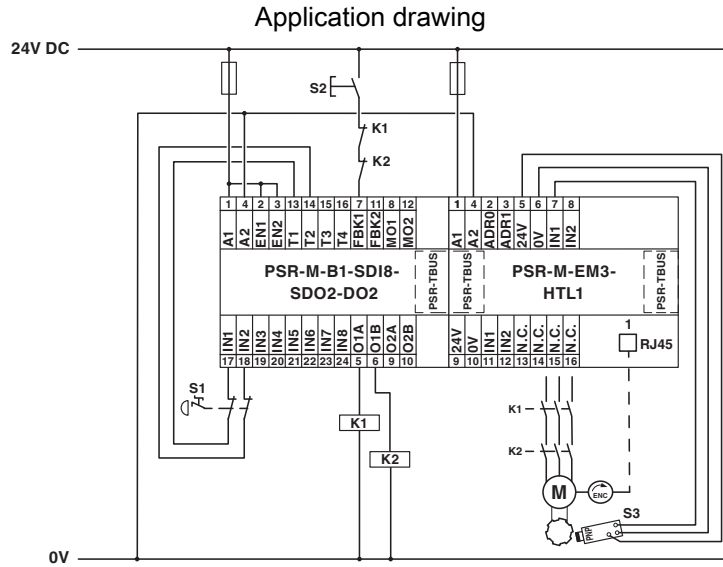 Application drawing
24V DC
S2
K1
K2
1 4 2 3 13 14 15 16 7 11 8 12
A1 A2 EN1 EN2 T1 T2 T3 T4 FBK1 FBK2 MO1 MO2
1 4 2 3 5 6 7 8
A1 A2 ADR0 ADR1 24V 0V IN1 IN2
PSR-M-B1-SDI8-
SDO2-DO2
PSR-TBUS
PSR-TBUS
PSR-M-EM3-
HTL1
PSR-TBUS
IN1 IN2 IN3 IN4 IN5 IN6 IN7 IN8 O1A O1B O2A O2B
17 18 19 20 21 22 23 24 5 6 9 10
24V 0V IN1 IN2 N.C. N.C. N.C. N.C.
9 10 11 12 13 14 15 16
1
RJ45
S1
K1
K2
K1
K2
M
ENC
S3
PNP
0V